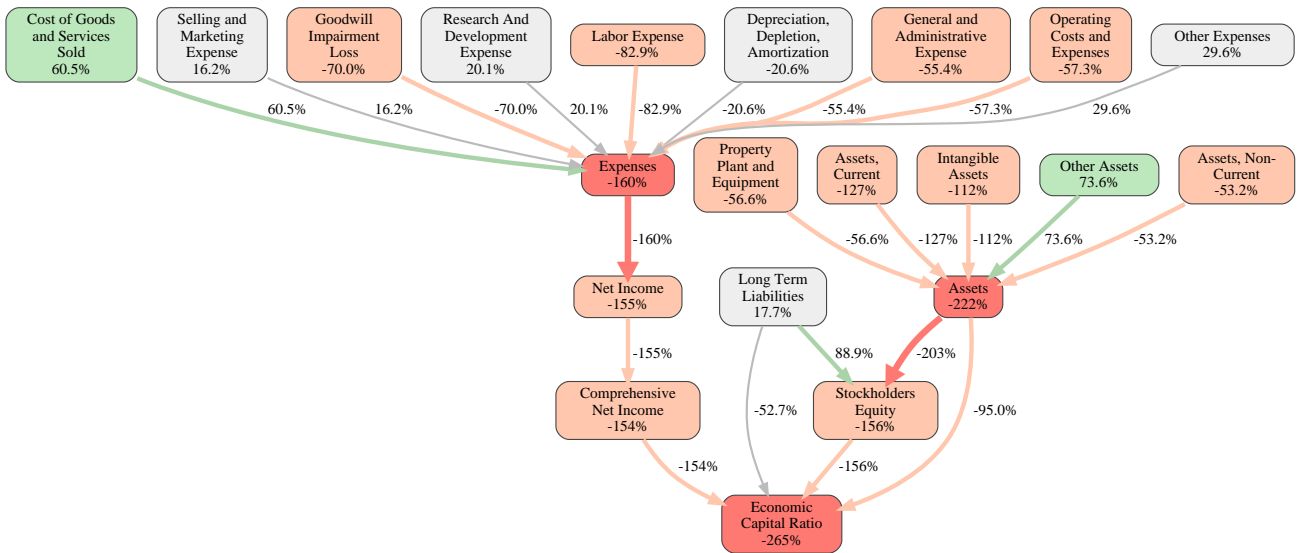 Cost of Goods
and Services
Sold
60.5%
Selling and
Marketing
Expense
16.2%
Goodwill
Impairment
Loss
-70.0%
Research And
Development
Expense
20.1%
Labor Expense
-82.9%
Depreciation,
Depletion,
Amortization
-20.6%
General and
Administrative
Expense
-55.4%
Operating
Costs and
Expenses
-57.3%
Other Expenses
29.6%
60.5%
16.2%
-70.0%
20.1%
-82.9%
-20.6%
-55.4%
-57.3%
29.6%
Expenses
-160%
Property
Plant and
Equipment
-56.6%
Assets,
Current
-127%
Intangible
Assets
-112%
Other Assets
73.6%
Assets, Non-
Current
-53.2%
-160%
-56.6%
-127%
-112%
73.6%
-53.2%
Net Income
-155%
Long Term
Liabilities
17.7%
Assets
-222%
-155%
88.9%
-203%
Comprehensive
Net Income
-154%
-52.7%
Stockholders
Equity
-156%
-95.0%
-154%
-156%
Economic
Capital Ratio
-265%